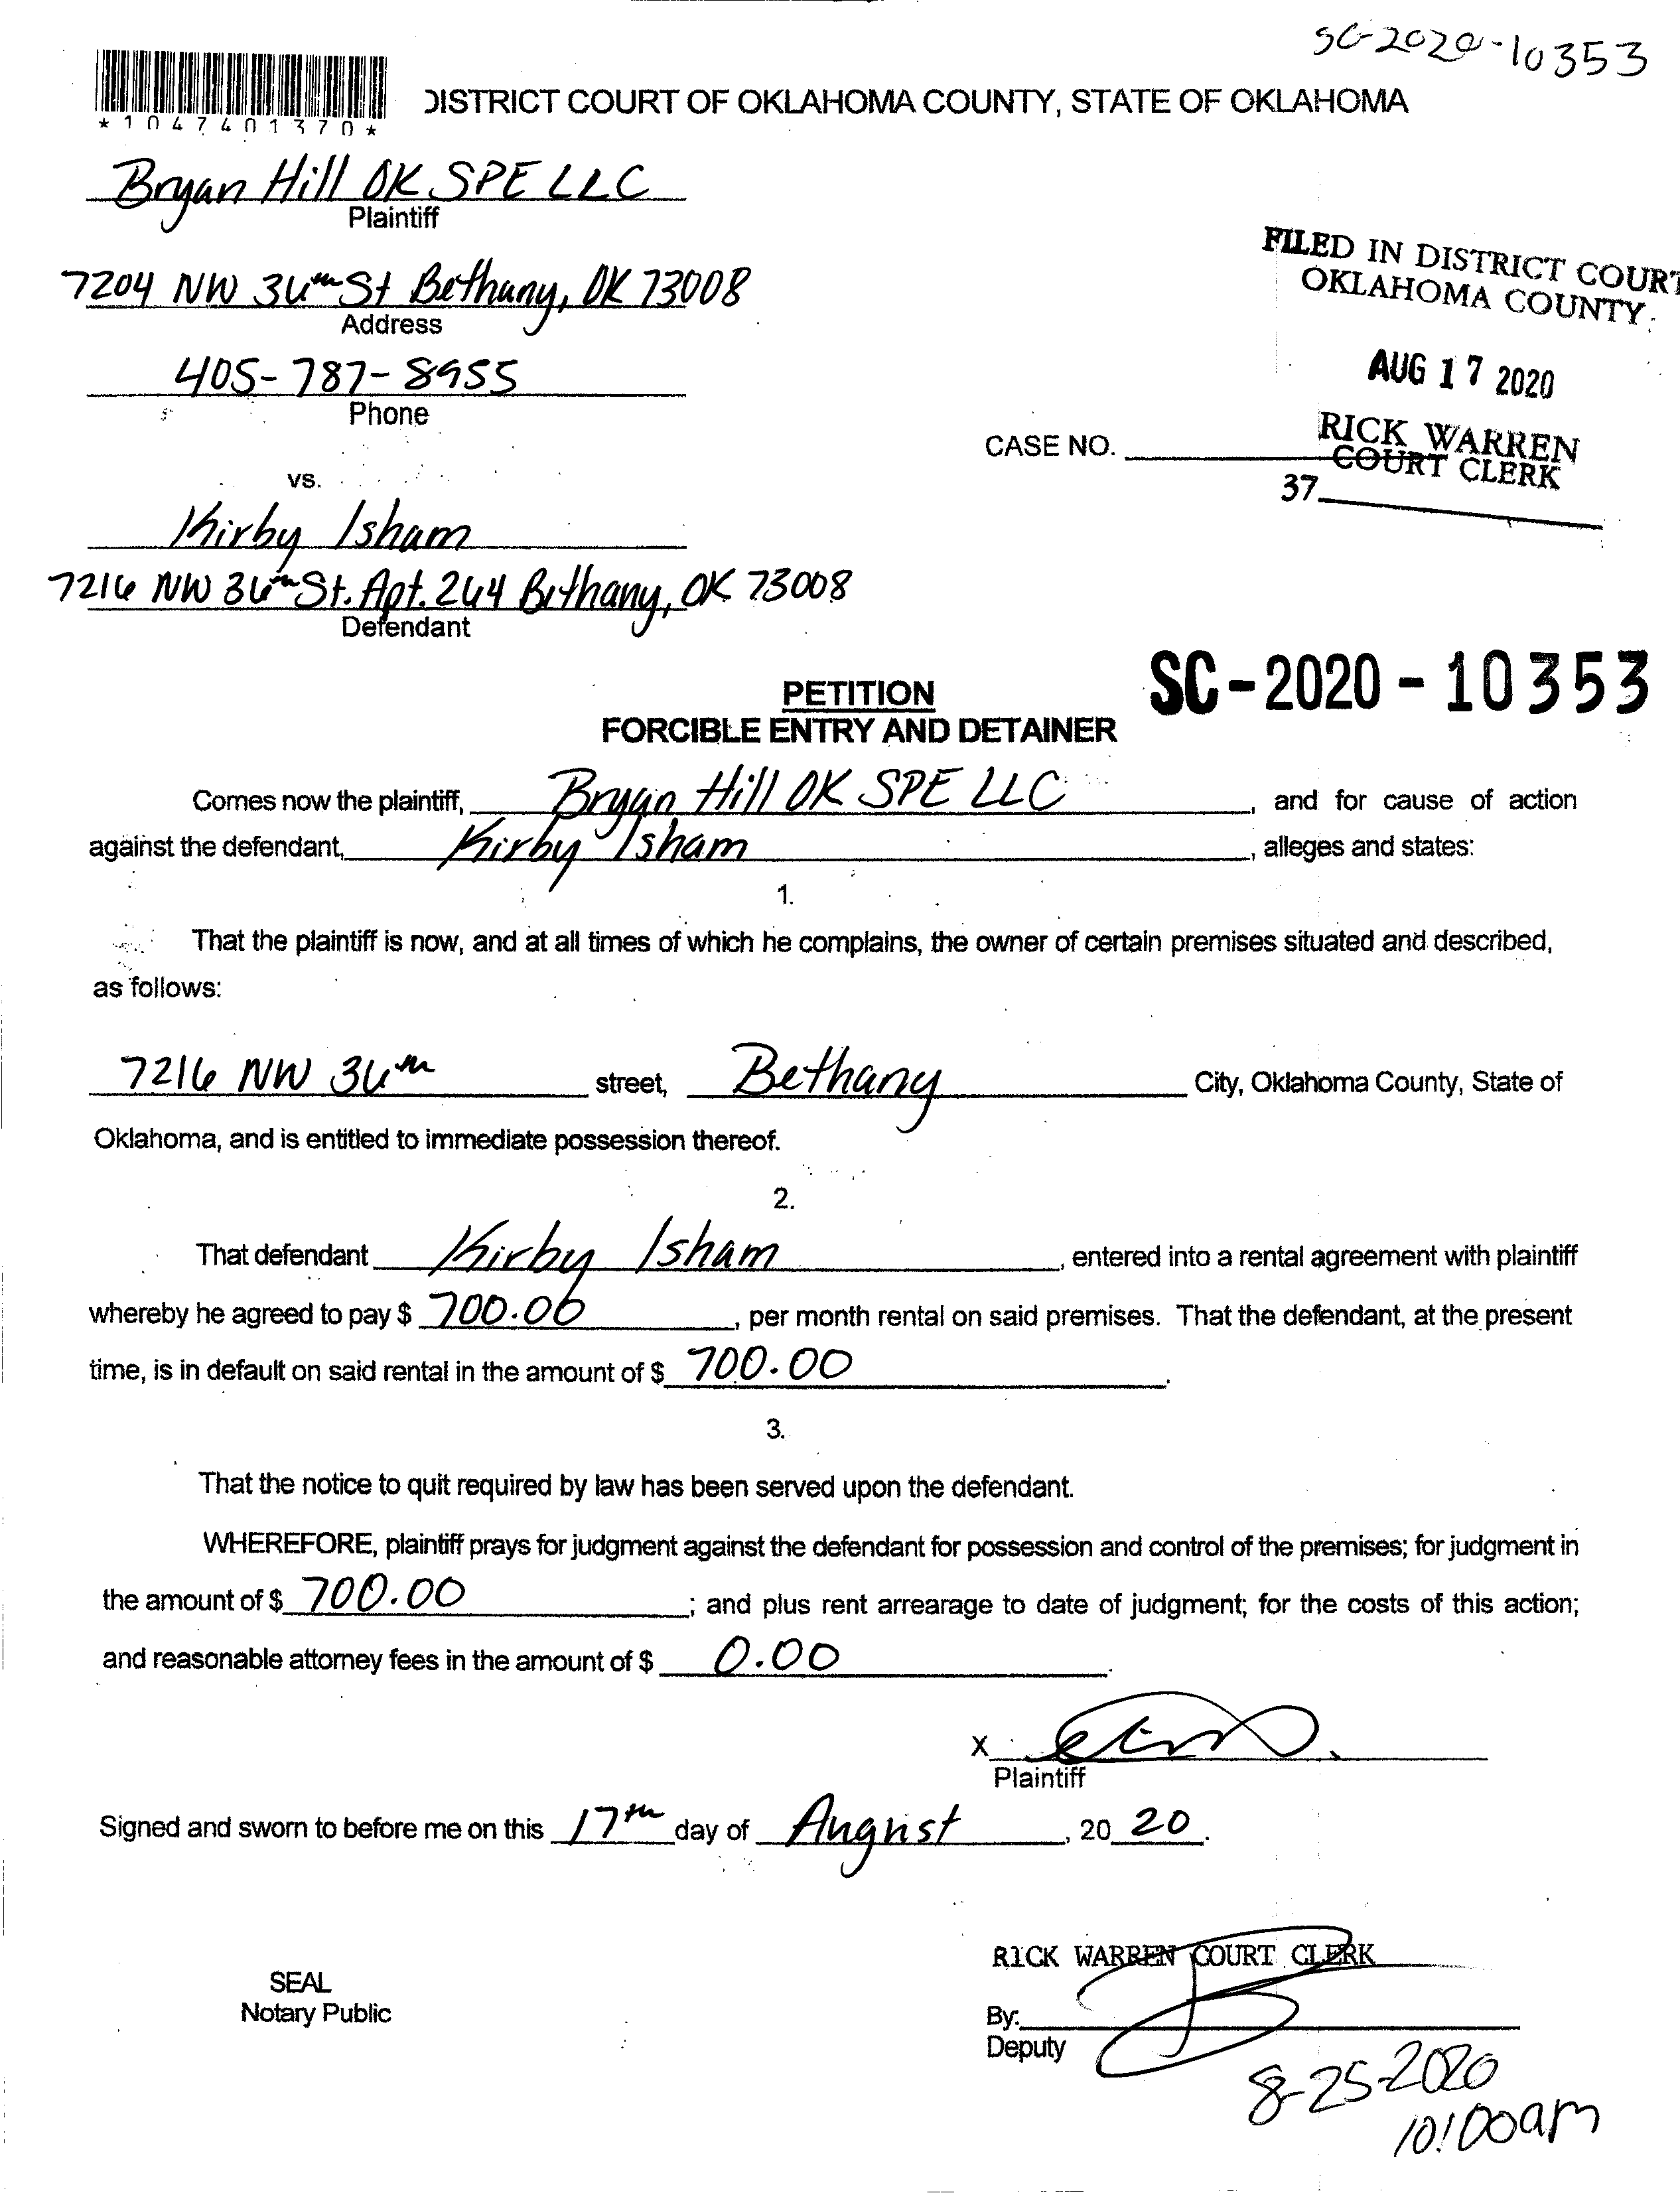 SC-2020-10353
*1047401370*
DISTRICT COURT OF OKLAHOMA COUNTY, STATE OF OKLAHOMA
Bryan Hill OK SPE LLC
Plaintiff
7204 NW 36th St Bethany, OK 73008
Address
405-787-8955
Phone
FILED IN DISTRICT COURT
OKLAHOMA COUNTY
AUG 17 2020
RICK WARREN
COURT CLERK
37
CASE NO.
vs.
Kirby Isham
7216 NW 36th St. Apt. 264 Bethany, OK 73008
Defendant
SC-2020-10353
PETITION
FORCIBLE ENTRY AND DETAINER
Comes now the plaintiff, Bryan Hill OK SPE LLC, and for cause of action
against the defendant, Kirby Isham, alleges and states:
1.
That the plaintiff is now, and at all times of which he complains, the owner of certain premises situated and described,
as follows:
7216 NW 36th street, Bethany City, Oklahoma County, State of
Oklahoma, and is entitled to immediate possession thereof.
2.
That defendant Kirby Isham, entered into a rental agreement with plaintiff
whereby he agreed to pay $ 700.00, per month rental on said premises. That the defendant, at the present
time, is in default on said rental in the amount of $ 700.00.
3.
That the notice to quit required by law has been served upon the defendant.
WHEREFORE, plaintiff prays for judgment against the defendant for possession and control of the premises; for judgment in
the amount of $ 700.00; and plus rent arrearage to date of judgment; for the costs of this action;
and reasonable attorney fees in the amount of $ 0.00.
X
Plaintiff
Signed and sworn to before me on this 17th day of August, 20 20.
RICK WARREN COURT CLERK
SEAL
Notary Public
By:
Deputy
8-25-2020
10:00am